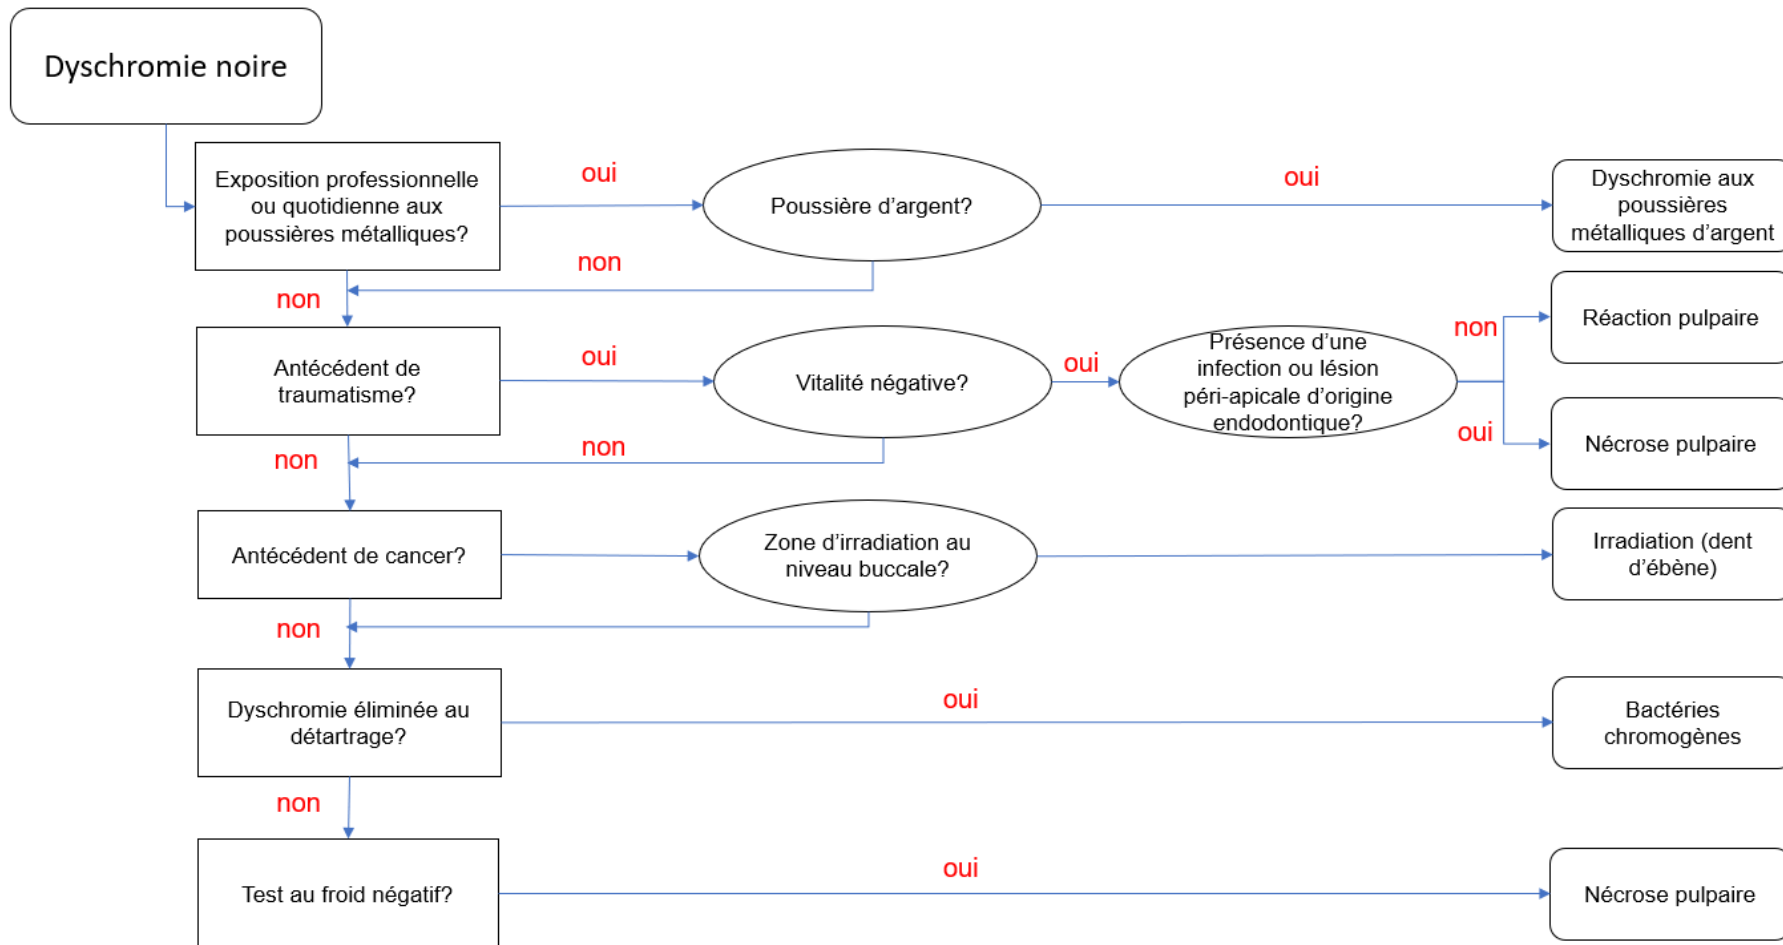 Dyschromie noire
Exposition professionnelle
ou quotidienne aux
poussières métalliques?
oui
Poussière d'argent?
oui
Dyschromie aux
poussières
métalliques d'argent
non
non
Antécédent de
traumatisme?
oui
Vitalité négative?
oui
Présence d'une
infection ou lésion
péri-apicale d'origine
endodontique?
non
Réaction pulpaire
oui
Nécrose pulpaire
non
non
Antécédent de cancer?
Zone d'irradiation au
niveau buccale?
Irradiation (dent
d'ébène)
non
Dyschromie éliminée au
détartrage?
oui
Bactéries
chromogènes
non
Test au froid négatif?
oui
Nécrose pulpaire